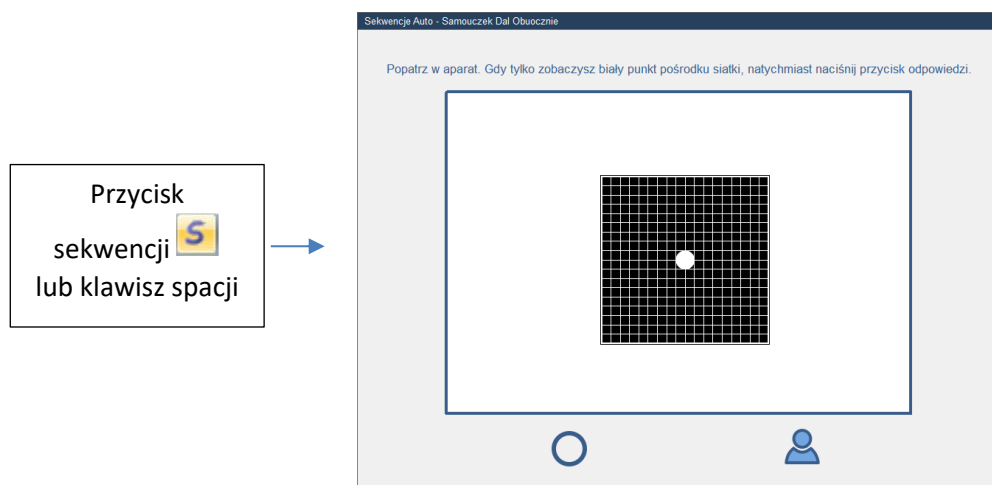 Sekwencje Auto - Samouczek Dal Obuocznie
Popatrz w aparat. Gdy tylko zobaczysz biały punkt pośrodku siatki, natychmiast naciśnij przycisk odpowiedzi.
Przycisk
sekwencji S
lub klawisz spacji